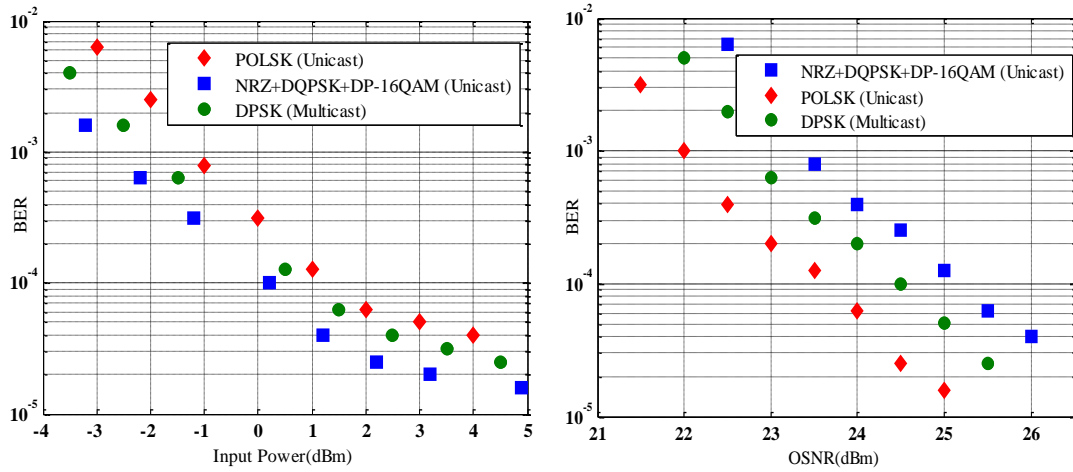 10-2
10-3
10-4
10-5
BER
-4 -3 -2 -1 0 1 2 3 4 5
Input Power(dBm)
POLSK (Unicast)
NRZ+DQPSK+DP-16QAM (Unicast)
DPSK (Multicast)
10-2
10-3
10-4
10-5
BER
21 22 23 24 25 26
OSNR(dBm)
NRZ+DQPSK+DP-16QAM (Unicast)
POLSK (Unicast)
DPSK (Multicast)